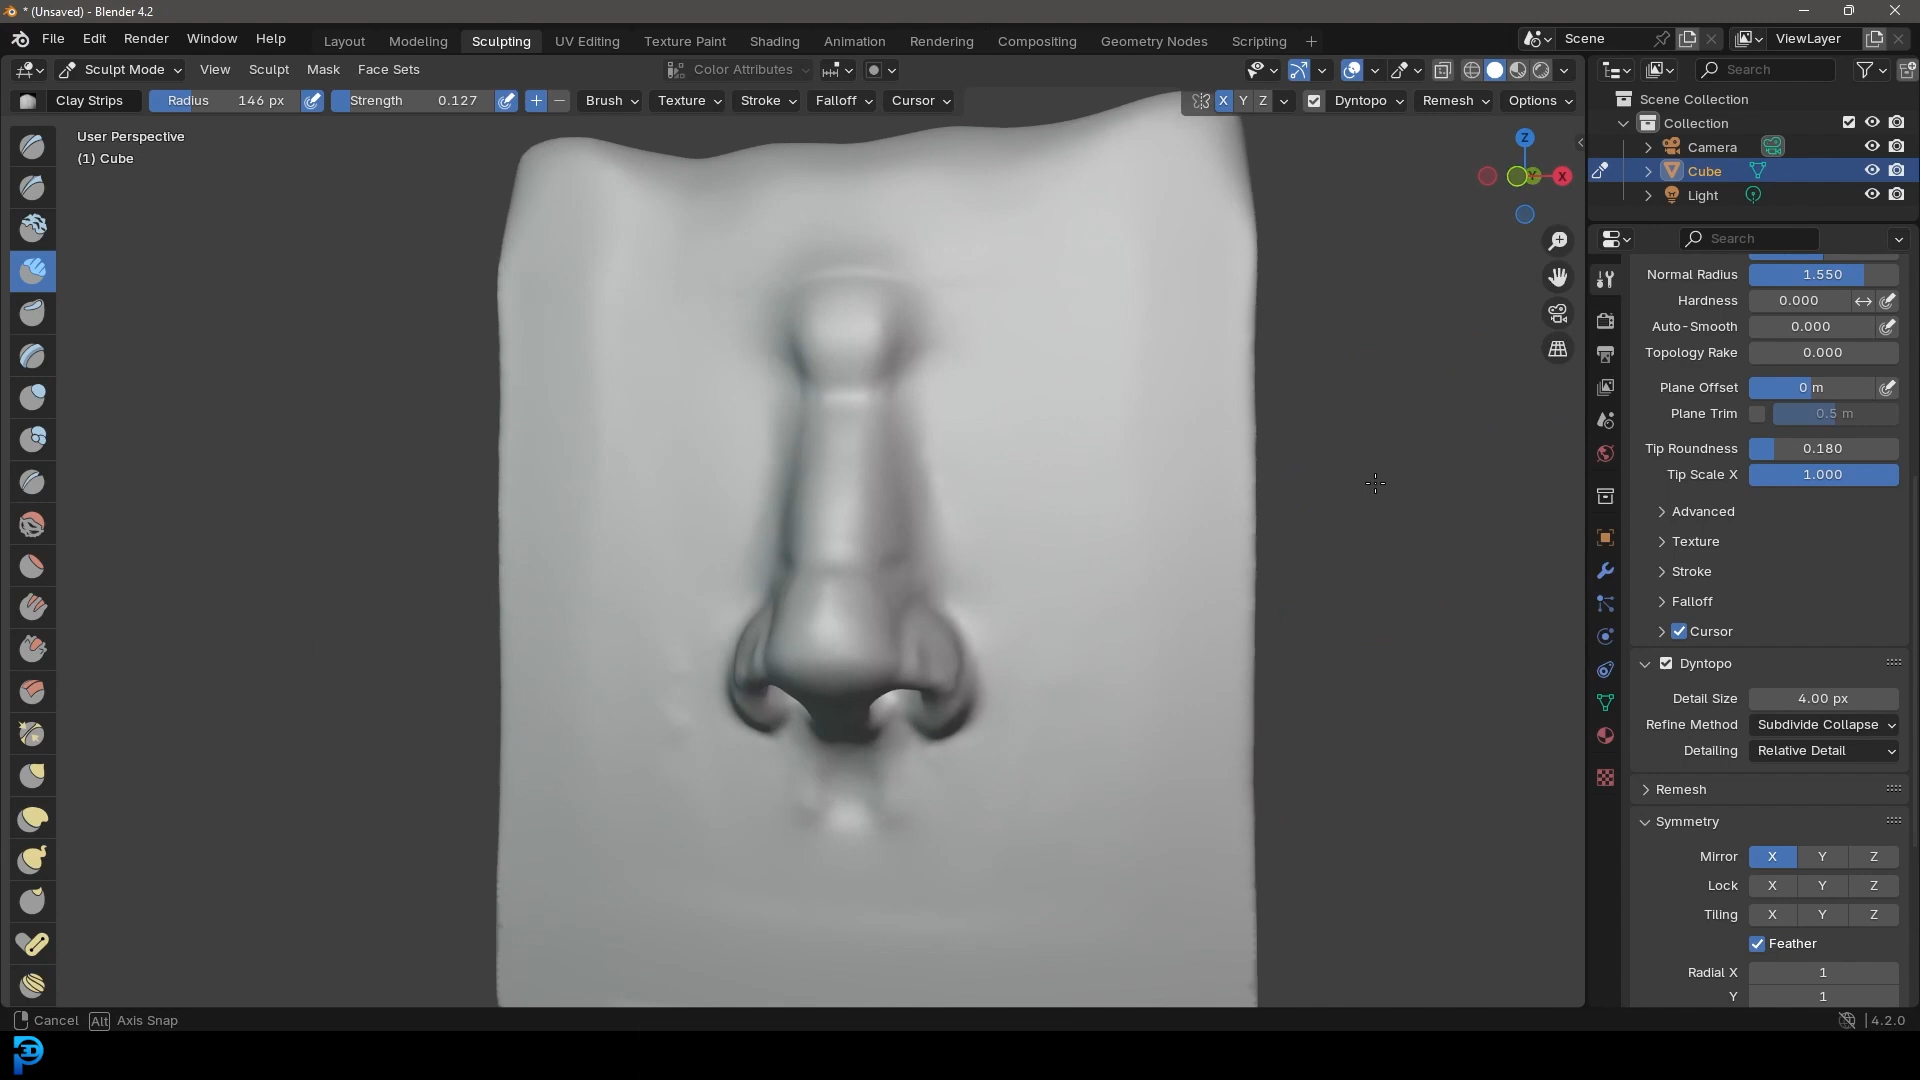 * (Unsaved) - Blender 4.2
File Edit Render Window Help Layout Modeling Sculpting UV Editing Texture Paint Shading Animation Rendering Compositing Geometry Nodes Scripting + Scene ViewLayer
Sculpt Mode View Sculpt Mask Face Sets Color Attributes Search
Clay Strips Radius 146 px Strength 0.127 + − Brush Texture Stroke Falloff Cursor X Y Z Dyntopo Remesh Options
Scene Collection
Collection
Camera
Cube
Light
User Perspective
(1) Cube
Z
X
Search
Normal Radius 1.550
Hardness 0.000
Auto-Smooth 0.000
Topology Rake 0.000
Plane Offset 0 m
Plane Trim 0.5 m
Tip Roundness 0.180
Tip Scale X 1.000
Advanced
Texture
Stroke
Falloff
Cursor
Dyntopo
Detail Size 4.00 px
Refine Method Subdivide Collapse
Detailing Relative Detail
Remesh
Symmetry
Mirror X Y Z
Lock X Y Z
Tiling X Y Z
Feather
Radial X 1
Y 1
Cancel Alt Axis Snap 4.2.0
3D